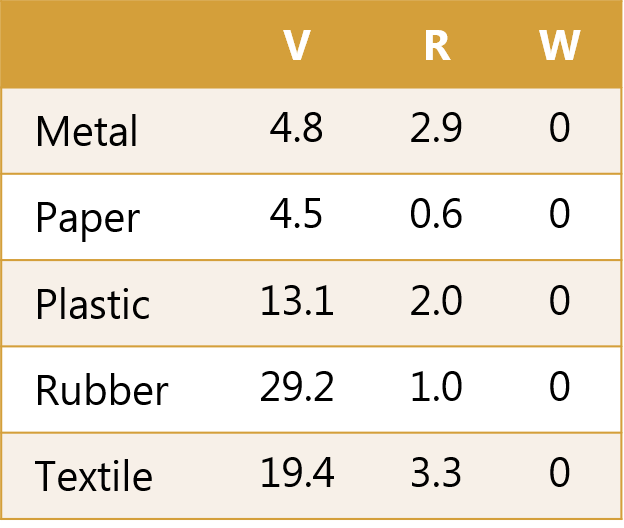 V R W
Metal 4.8 2.9 0
Paper 4.5 0.6 0
Plastic 13.1 2.0 0
Rubber 29.2 1.0 0
Textile 19.4 3.3 0